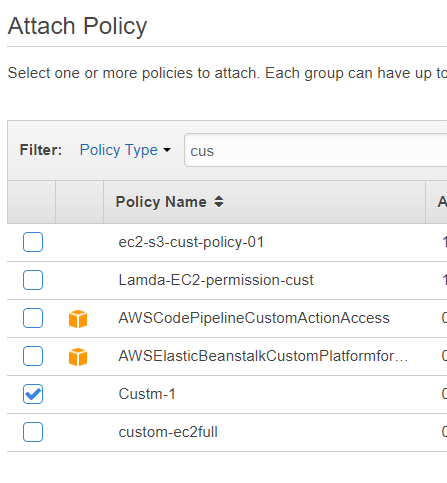 Attach Policy
Select one or more policies to attach. Each group can have up to
Filter: Policy Type cus
Policy Name A
ec2-s3-cust-policy-01 1
Lamda-EC2-permission-cust 1
AWSCodePipelineCustomActionAccess 0
AWSElasticBeanstalkCustomPlatformfor... 0
Custm-1 0
custom-ec2full 0